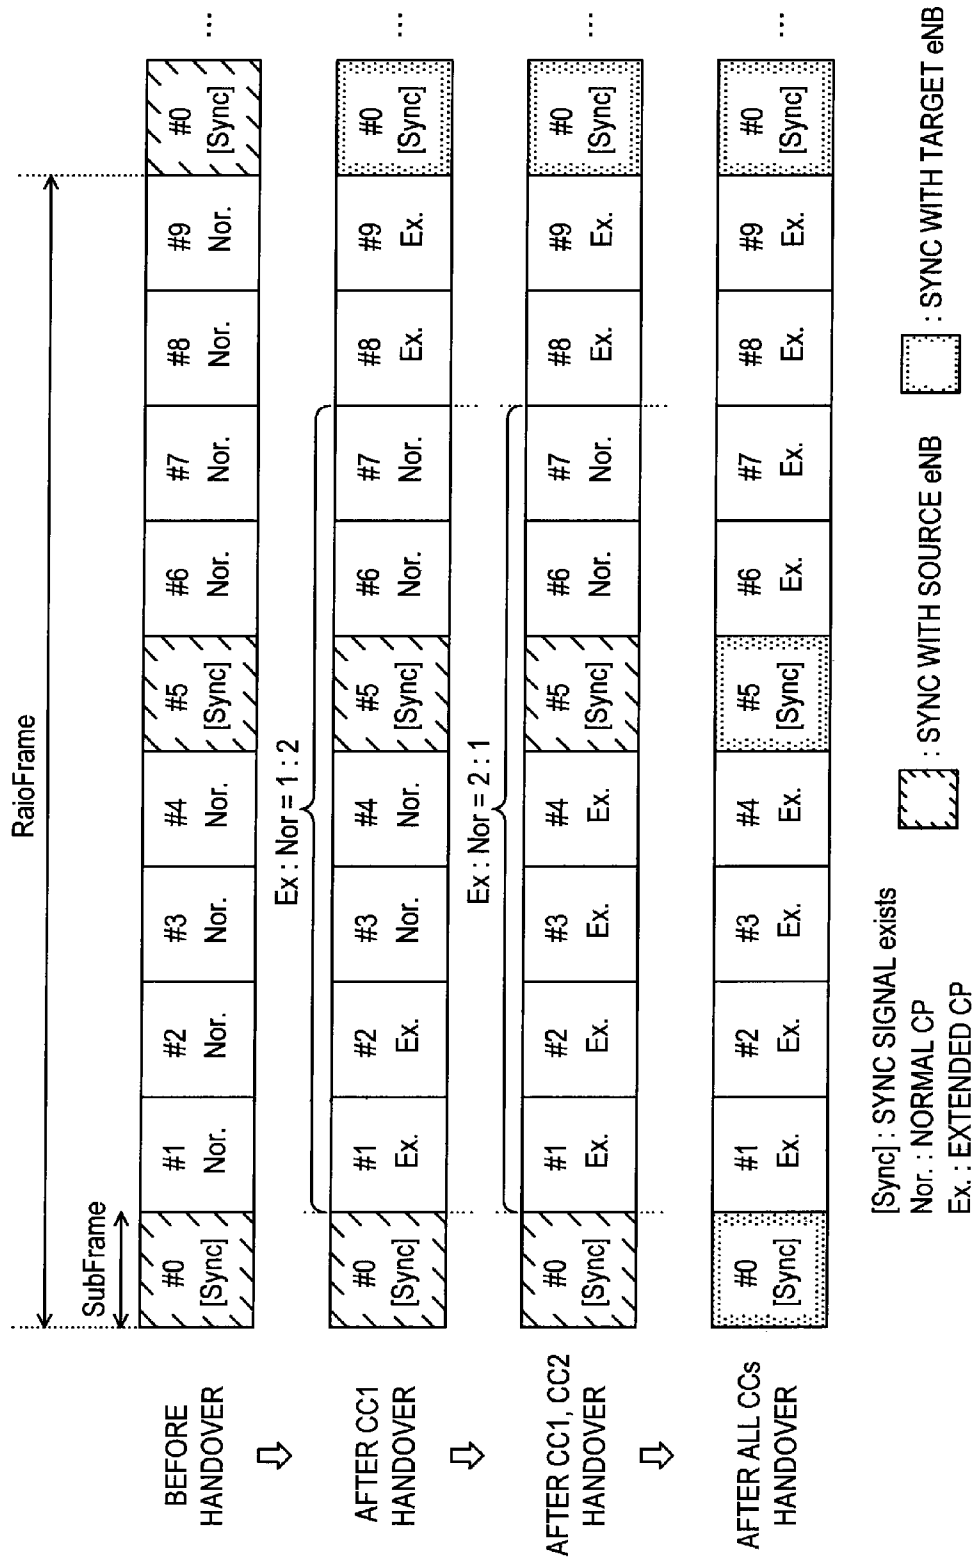 RaioFrame
SubFrame
BEFORE
HANDOVER
#0
[Sync]
#1
Nor.
#2
Nor.
#3
Nor.
#4
Nor.
#5
[Sync]
#6
Nor.
#7
Nor.
#8
Nor.
#9
Nor.
#0
[Sync]
...
Ex : Nor = 1 : 2
AFTER CC1
HANDOVER
#0
[Sync]
#1
Ex.
#2
Ex.
#3
Nor.
#4
Nor.
#5
[Sync]
#6
Nor.
#7
Nor.
#8
Ex.
#9
Ex.
#0
[Sync]
...
Ex : Nor = 2 : 1
AFTER CC1, CC2
HANDOVER
#0
[Sync]
#1
Ex.
#2
Ex.
#3
Ex.
#4
Ex.
#5
[Sync]
#6
Nor.
#7
Nor
#8
Ex.
#9
Ex.
#0
[Sync]
...
AFTER ALL CCs
HANDOVER
#0
[Sync]
#1
Ex.
#2
Ex.
#3
Ex.
#4
Ex.
#5
[Sync]
#6
Ex.
#7
Ex.
#8
Ex.
#9
Ex.
#0
[Sync]
...
[Sync] : SYNC SIGNAL exists
Nor. : NORMAL CP
Ex. : EXTENDED CP
: SYNC WITH SOURCE eNB
: SYNC WITH TARGET eNB